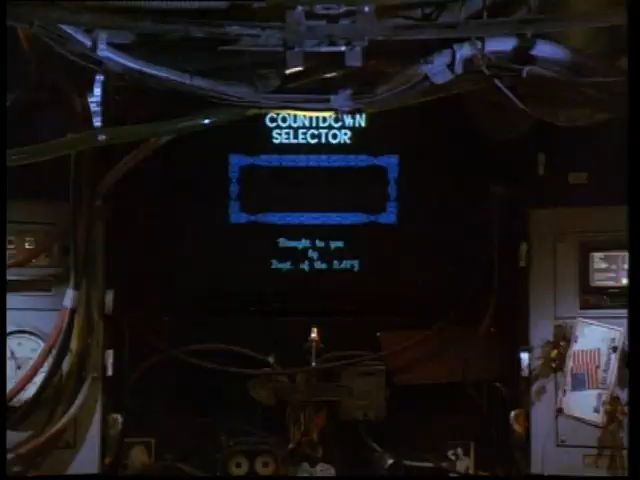 COUNTDOWN
SELECTOR
Brought to you
by
Dept. of the